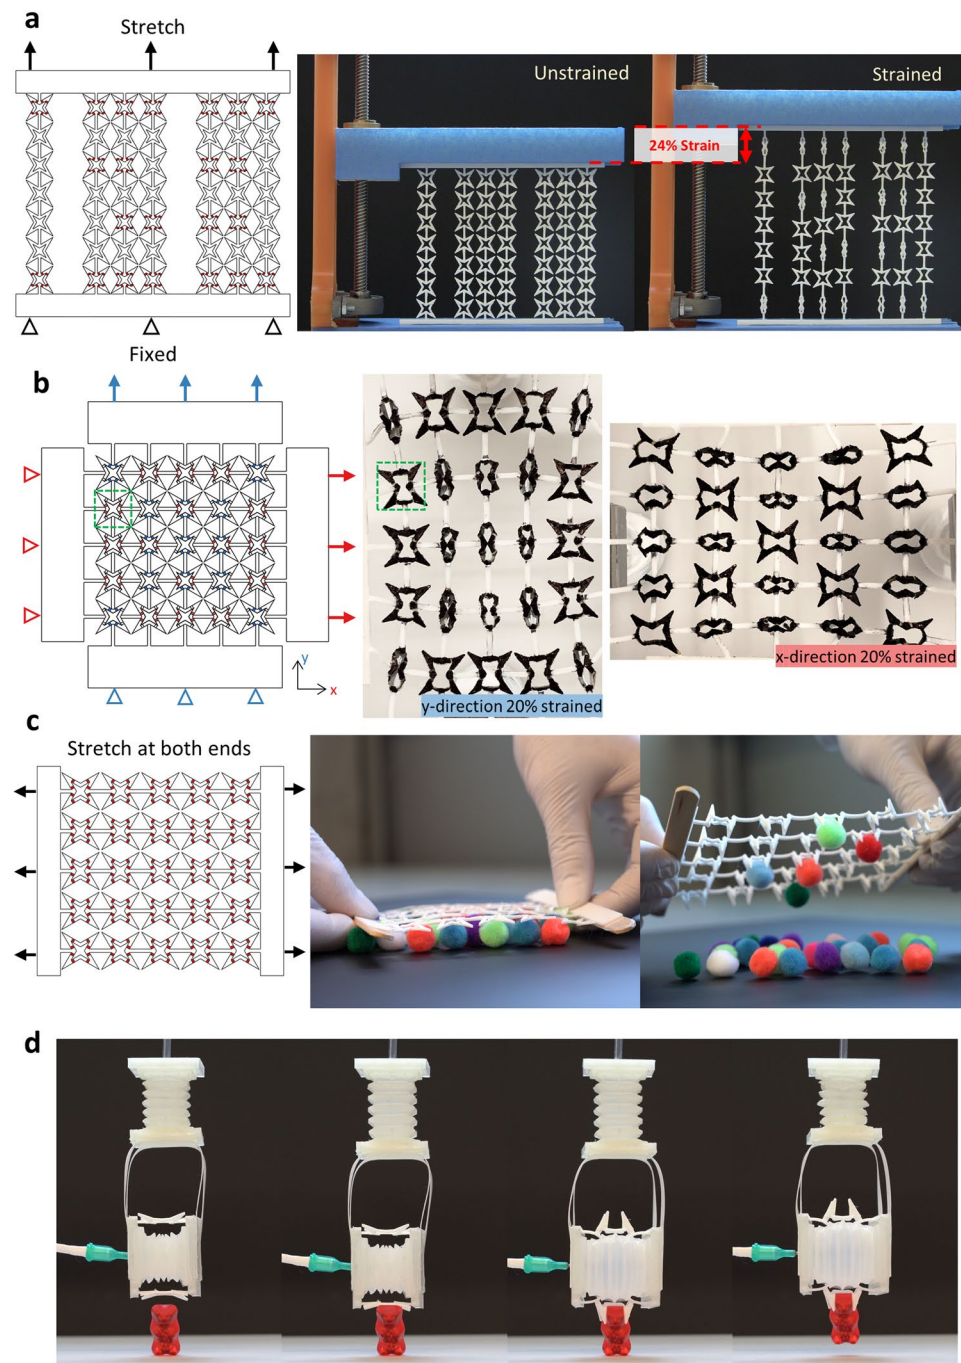 a
Stretch
Unstrained
Strained
24% Strain
Fixed
b
y
x
y-direction 20% strained
x-direction 20% strained
c
Stretch at both ends
d